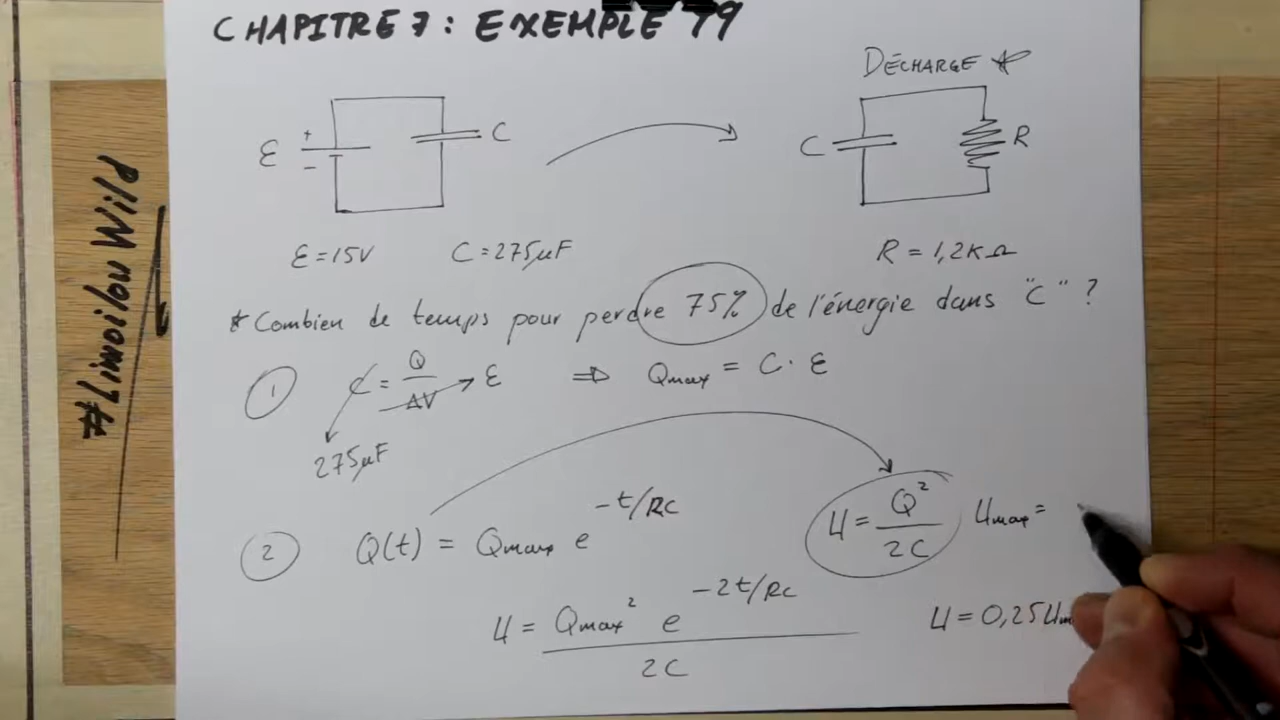 CHAPITRE 7 : EXEMPLE 19
DÉCHARGE *
ε + - C
C R
ε = 15V C = 275μF R = 1,2KΩ
* Combien de temps pour perdre 75% de l'énergie dans "C" ?
1 C = Q/ΔV → ε ⇒ Qmax = C · ε
275μF
2 Q(t) = Qmax e^(-t/RC) U = Q²/2C Umax =
U = Qmax² e^(-2t/RC) / 2C U = 0,25
#Limoilou Wild